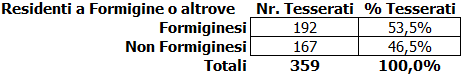 Residenti a Formigine o altrove Nr. Tesserati % Tesserati
Formiginesi 192 53,5%
Non Formiginesi 167 46,5%
Totali 359 100,0%